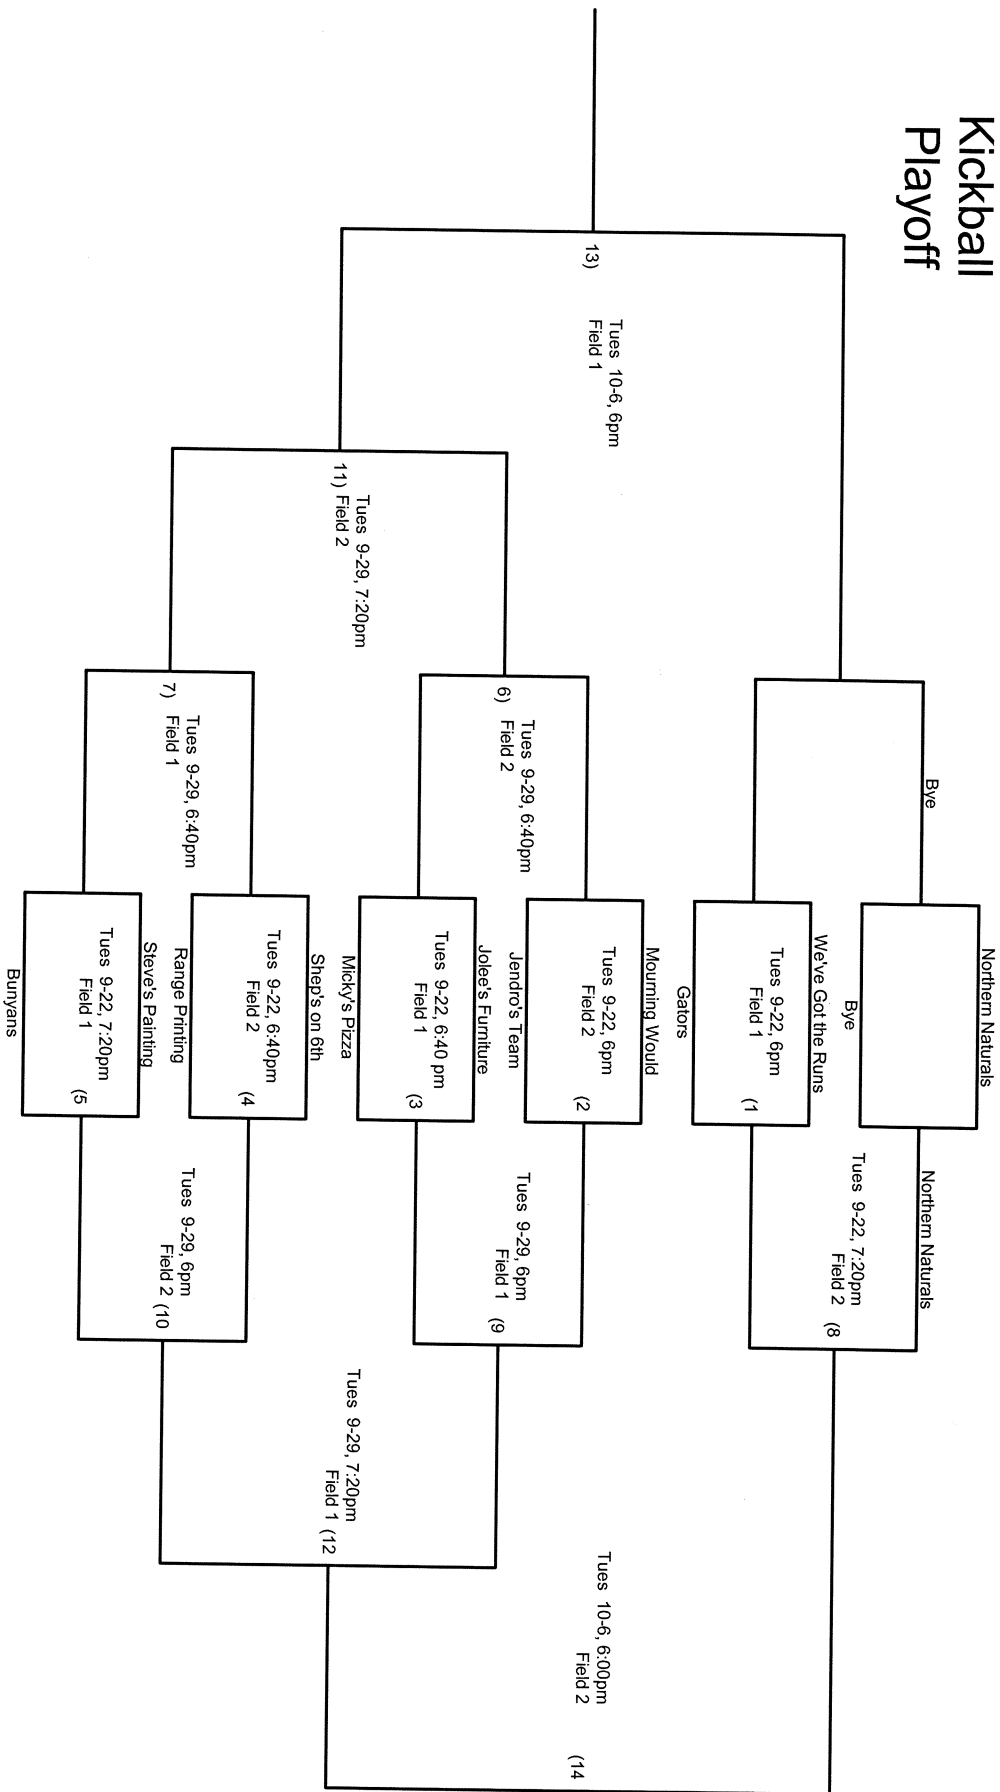 Kickball
Playoff
Northern Naturals
Bye
Northern Naturals
Bye
Tues 9-22, 7:20pm
Field 2
(8
We've Got the Runs
Tues 9-22, 6pm
Field 1
(1
Gators
13)
Tues 10-6, 6pm
Field 1
Tues 10-6, 6:00pm
Field 2
(14
Mourning Would
Tues 9-22, 6pm
Field 2
(2
Jendro's Team
6)
Tues 9-29, 6:40pm
Field 2
Tues 9-29, 6pm
Field 1
(9
Jolee's Furniture
Tues 9-22, 6:40 pm
Field 1
(3
Micky's Pizza
Tues 9-29, 7:20pm
11) Field 2
Tues 9-29, 7:20pm
Field 1 (12
Shep's on 6th
Tues 9-22, 6:40pm
Field 2
(4
Range Printing
7)
Tues 9-29, 6:40pm
Field 1
Tues 9-29, 6pm
Field 2 (10
Steve's Painting
Tues 9-22, 7:20pm
Field 1
(5
Bunyans